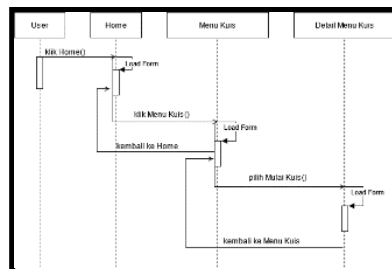 User
Home
Menu Kuis
Detail Menu Kuis
klik Home()
Load Form
klik Menu Kuis()
Load Form
kembali ke Home
pilih Mulai Kuis()
Load Form
kembali ke Menu Kuis